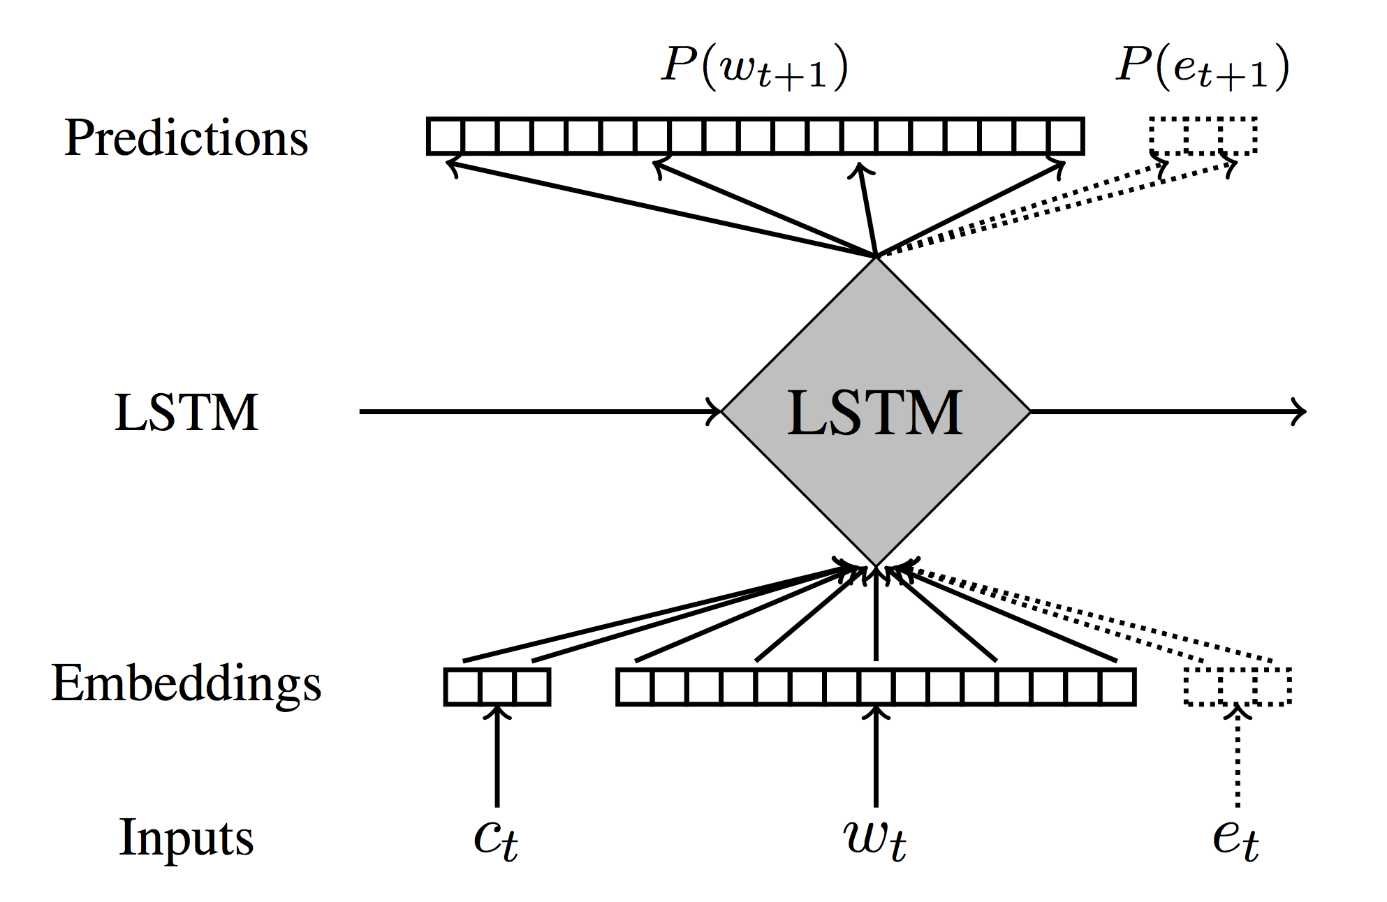 P(w_{t+1}) P(e_{t+1})
Predictions
LSTM LSTM
Embeddings
Inputs c_t w_t e_t